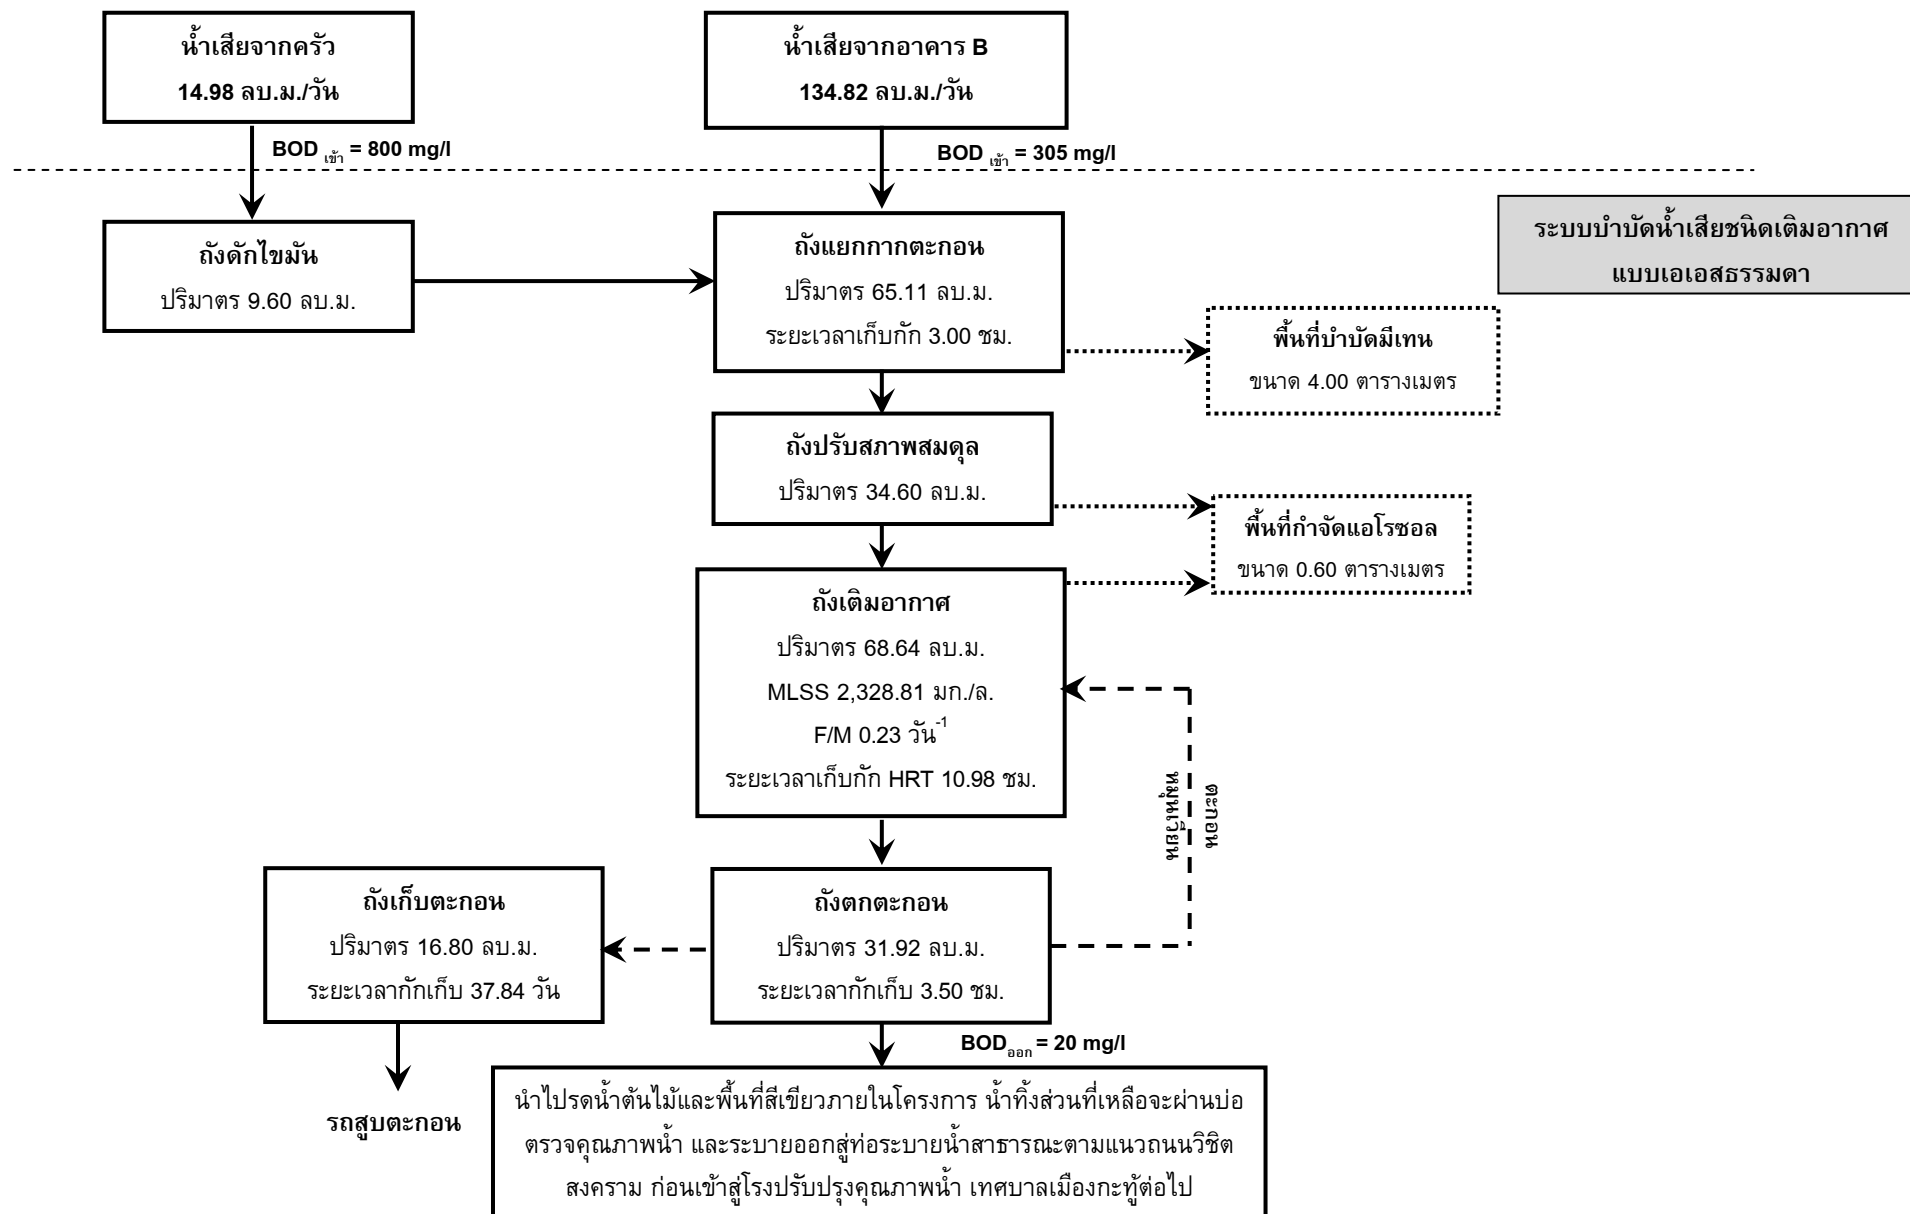 น้ำเสียจากครัว
14.98 ลบ.ม./วัน
น้ำเสียจากอาคาร B
134.82 ลบ.ม./วัน
BOD เข้า = 800 mg/l
BOD เข้า = 305 mg/l
ระบบบำบัดน้ำเสียชนิดเติมอากาศ
แบบเอเอสธรรมดา
ถังดักไขมัน
ปริมาตร 9.60 ลบ.ม.
ถังแยกกากตะกอน
ปริมาตร 65.11 ลบ.ม.
ระยะเวลาเก็บกัก 3.00 ชม.
พื้นที่บำบัดมีเทน
ขนาด 4.00 ตารางเมตร
ถังปรับสภาพสมดุล
ปริมาตร 34.60 ลบ.ม.
พื้นที่กำจัดแอโรซอล
ขนาด 0.60 ตารางเมตร
ถังเติมอากาศ
ปริมาตร 68.64 ลบ.ม.
MLSS 2,328.81 มก./ล.
F/M 0.23 วัน-1
ระยะเวลาเก็บกัก HRT 10.98 ชม.
ตะกอน
หมุนเวียน
ถังเก็บตะกอน
ปริมาตร 16.80 ลบ.ม.
ระยะเวลากักเก็บ 37.84 วัน
ถังตกตะกอน
ปริมาตร 31.92 ลบ.ม.
ระยะเวลากักเก็บ 3.50 ชม.
BODออก = 20 mg/l
รถสูบตะกอน
นำไปรดน้ำต้นไม้และพื้นที่สีเขียวภายในโครงการ น้ำทิ้งส่วนที่เหลือจะผ่านบ่อ
ตรวจคุณภาพน้ำ และระบายออกสู่ท่อระบายน้ำสาธารณะตามแนวถนนวิชิต
สงคราม ก่อนเข้าสู่โรงปรับปรุงคุณภาพน้ำ เทศบาลเมืองกะทู้ต่อไป